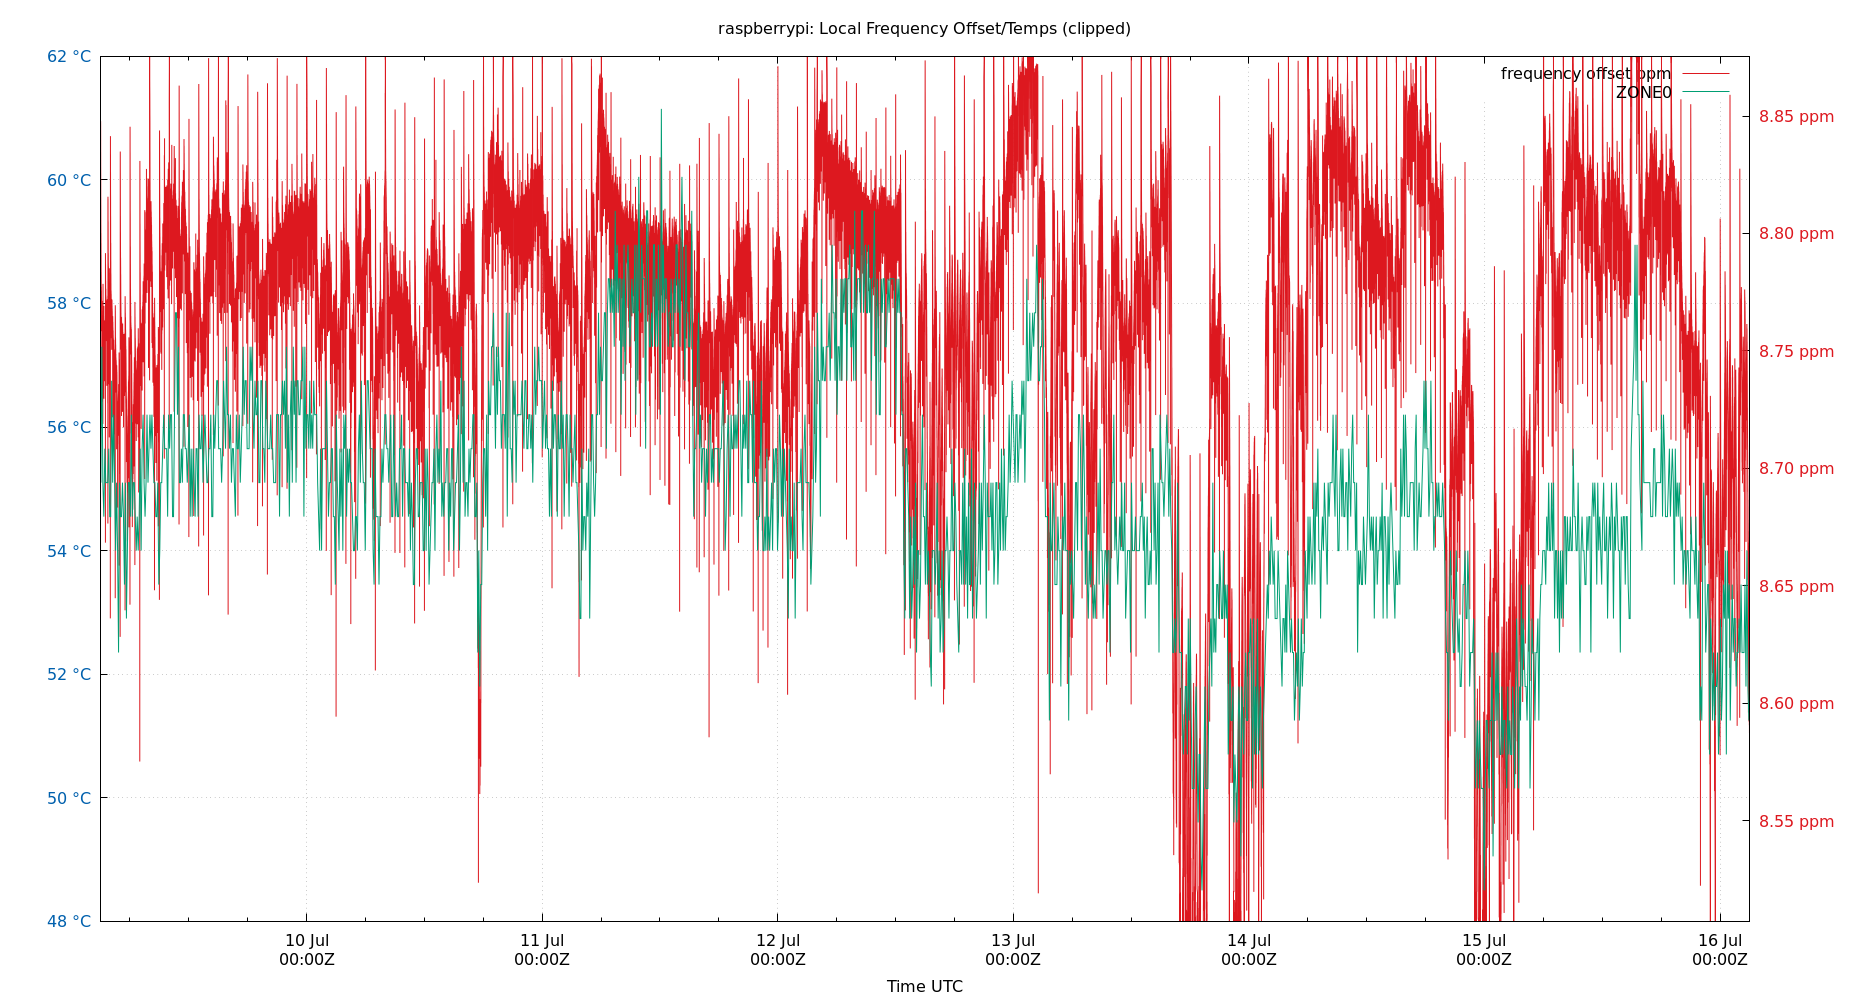 raspberrypi: Local Frequency Offset/Temps (clipped)
frequency offset ppm
ZONE0
62 °C
60 °C
58 °C
56 °C
54 °C
52 °C
50 °C
48 °C
8.85 ppm
8.80 ppm
8.75 ppm
8.70 ppm
8.65 ppm
8.60 ppm
8.55 ppm
10 Jul
00:00Z
11 Jul
00:00Z
12 Jul
00:00Z
13 Jul
00:00Z
14 Jul
00:00Z
15 Jul
00:00Z
16 Jul
00:00Z
Time UTC